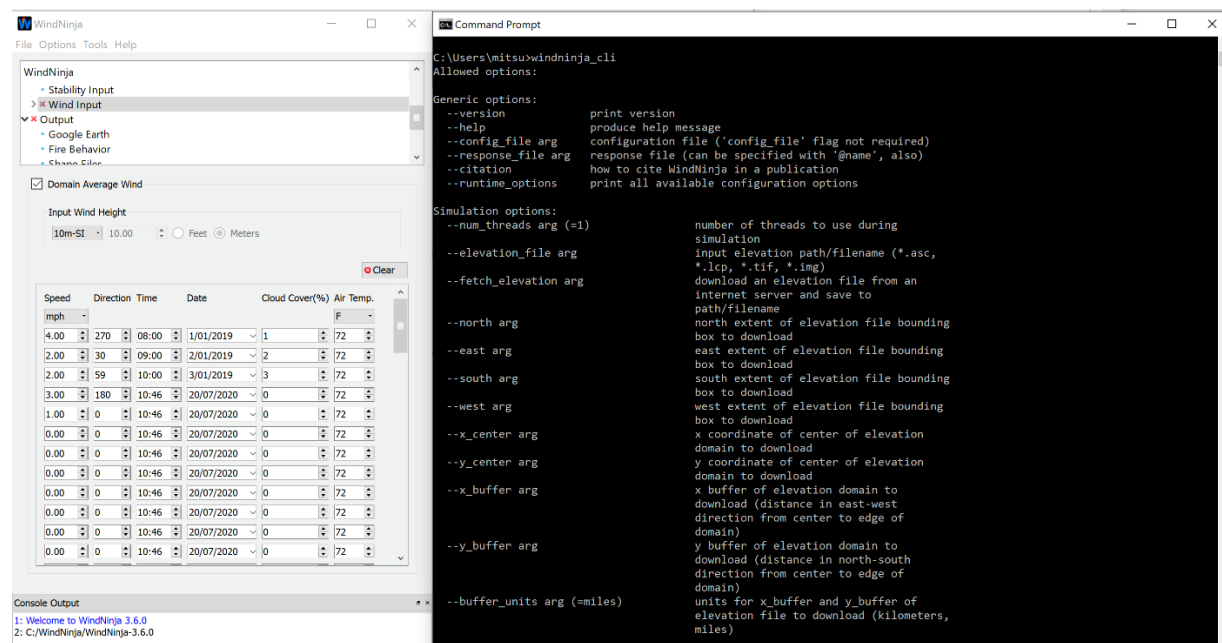 WindNinja
File Options Tools Help
WindNinja
Stability Input
Wind Input
Output
Google Earth
Fire Behavior
Shape Files
Domain Average Wind
Input Wind Height
10m-SI 10.00 Feet Meters
Clear
Speed Direction Time Date Cloud Cover(%) Air Temp.
mph F
4.00 270 08:00 1/01/2019 1 72
2.00 30 09:00 2/01/2019 2 72
2.00 59 10:00 3/01/2019 3 72
3.00 180 10:46 20/07/2020 0 72
1.00 0 10:46 20/07/2020 0 72
0.00 0 10:46 20/07/2020 0 72
0.00 0 10:46 20/07/2020 0 72
0.00 0 10:46 20/07/2020 0 72
0.00 0 10:46 20/07/2020 0 72
0.00 0 10:46 20/07/2020 0 72
0.00 0 10:46 20/07/2020 0 72
0.00 0 10:46 20/07/2020 0 72
Console Output
1: Welcome to WindNinja 3.6.0
2: C:/WindNinja/WindNinja-3.6.0
Command Prompt
C:\Users\mitsu>windninja_cli
Allowed options:
Generic options:
--version print version
--help produce help message
--config_file arg configuration file ('config_file' flag not required)
--response_file arg response file (can be specified with '@name', also)
--citation how to cite WindNinja in a publication
--runtime_options print all available configuration options
Simulation options:
--num_threads arg (=1) number of threads to use during
simulation
--elevation_file arg input elevation path/filename (*.asc,
*.lcp, *.tif, *.img)
--fetch_elevation arg download an elevation file from an
internet server and save to
path/filename
--north arg north extent of elevation file bounding
box to download
--east arg east extent of elevation file bounding
box to download
--south arg south extent of elevation file bounding
box to download
--west arg west extent of elevation file bounding
box to download
--x_center arg x coordinate of center of elevation
domain to download
--y_center arg y coordinate of center of elevation
domain to download
--x_buffer arg x buffer of elevation domain to
download (distance in east-west
direction from center to edge of
domain)
--y_buffer arg y buffer of elevation domain to
download (distance in north-south
direction from center to edge of
domain)
--buffer_units arg (=miles) units for x_buffer and y_buffer of
elevation file to download (kilometers,
miles)